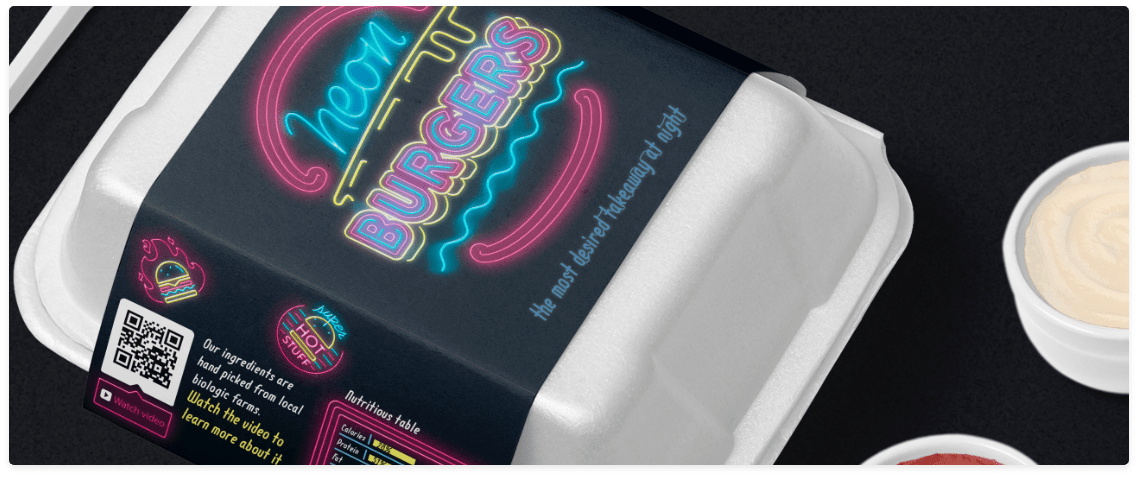 neon
BURGERS
the most desired takeaway at night
super
HOT
STUFF
Our ingredients are
hand picked from local
biologic farms.
Watch the video to
learn more about it
Watch video
Nutritious table
Calories
Protein
Fat